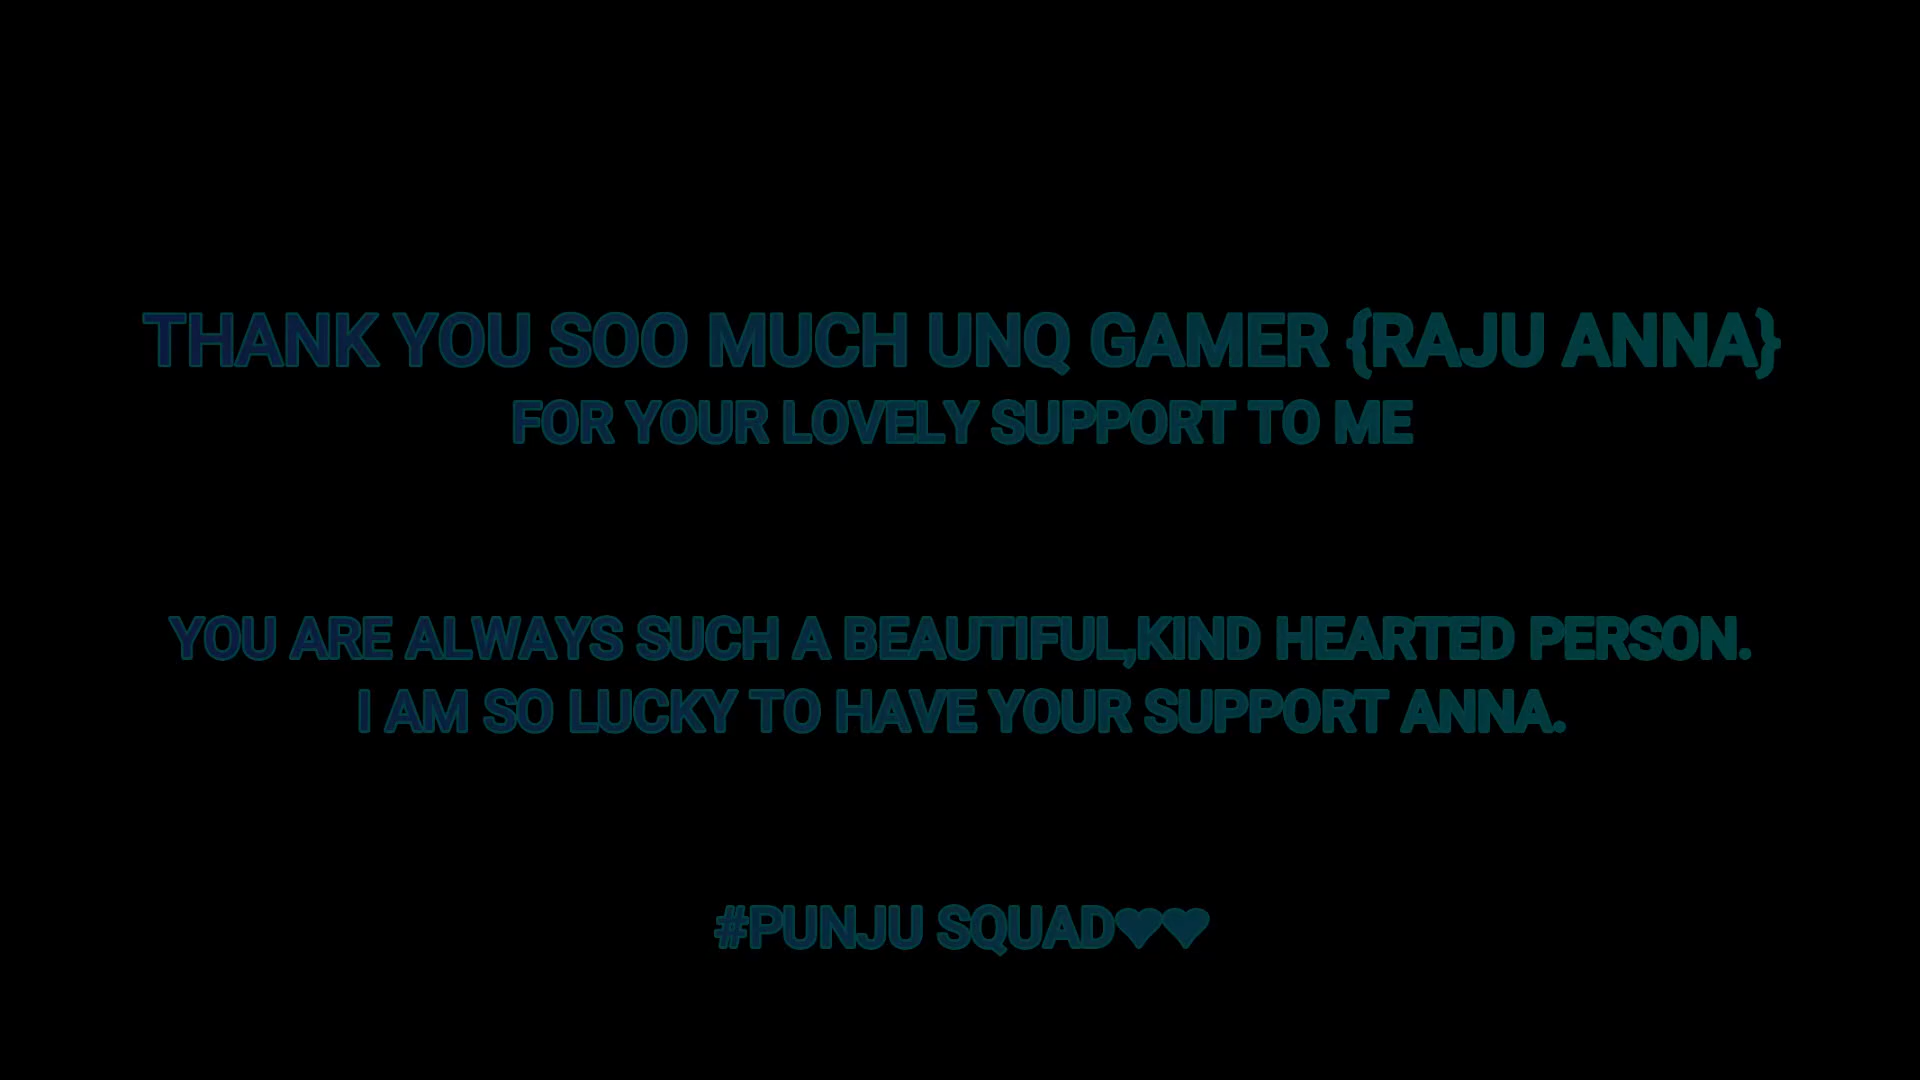 THANK YOU SOO MUCH UNQ GAMER {RAJU ANNA}
FOR YOUR LOVELY SUPPORT TO ME
YOU ARE ALWAYS SUCH A BEAUTIFUL,KIND HEARTED PERSON.
I AM SO LUCKY TO HAVE YOUR SUPPORT ANNA.
#PUNJU SQUAD♥♥